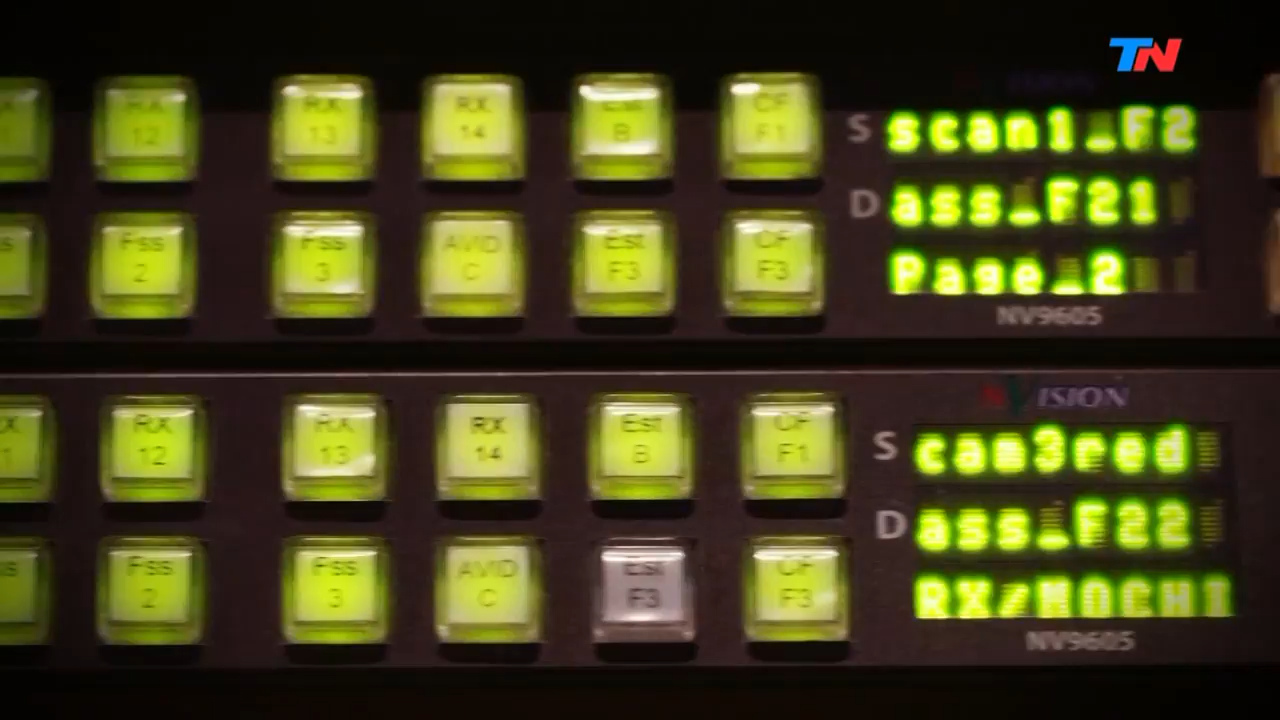 TN
RX 12 RX 13 RX 14 Est B CF F1
S scan1_F2
D ass_F21
Fss 2 Fss 3 AVID C Est F3 CF F3
Page_2
NV9605
NVISION
RX 12 RX 13 RX 14 Est B CF F1
S cam3red
D ass_F22
Fss 2 Fss 3 AVID C Est F3 CF F3
RX/MOCHI
NV9605